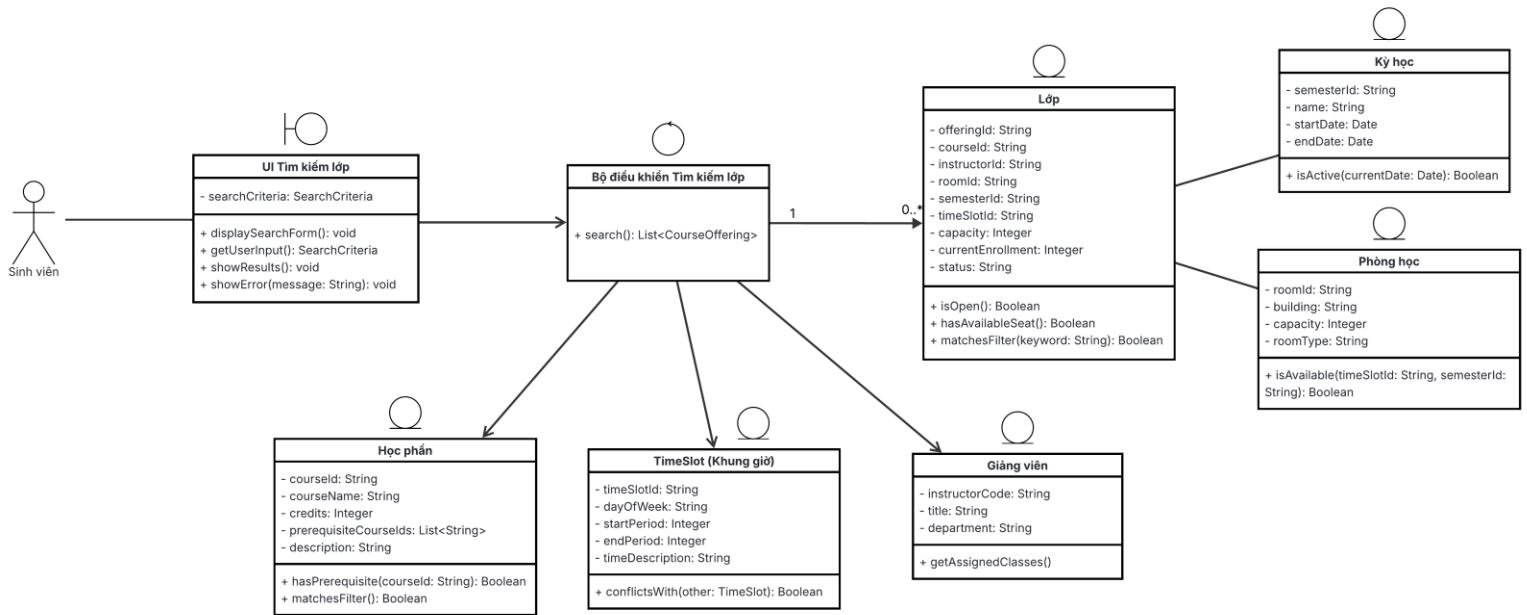 Sinh viên
UI Tìm kiếm lớp
- searchCriteria: SearchCriteria
+ displaySearchForm(): void
+ getUserInput(): SearchCriteria
+ showResults(): void
+ showError(message: String): void
Bộ điều khiển Tìm kiếm lớp
+ search(): List<CourseOffering>
1
0..*
Lớp
- offeringId: String
- courseId: String
- instructorId: String
- roomId: String
- semesterId: String
- timeSlotId: String
- capacity: Integer
- currentEnrollment: Integer
- status: String
+ isOpen(): Boolean
+ hasAvailableSeat(): Boolean
+ matchesFilter(keyword: String): Boolean
Kỳ học
- semesterId: String
- name: String
- startDate: Date
- endDate: Date
+ isActive(currentDate: Date): Boolean
Phòng học
- roomId: String
- building: String
- capacity: Integer
- roomType: String
+ isAvailable(timeSlotId: String, semesterId:
String): Boolean
Học phần
- courseId: String
- courseName: String
- credits: Integer
- prerequisiteCourseIds: List<String>
- description: String
+ hasPrerequisite(courseId: String): Boolean
+ matchesFilter(): Boolean
TimeSlot (Khung giờ)
- timeSlotId: String
- dayOfWeek: String
- startPeriod: Integer
- endPeriod: Integer
- timeDescription: String
+ conflictsWith(other: TimeSlot): Boolean
Giảng viên
- instructorCode: String
- title: String
- department: String
+ getAssignedClasses()